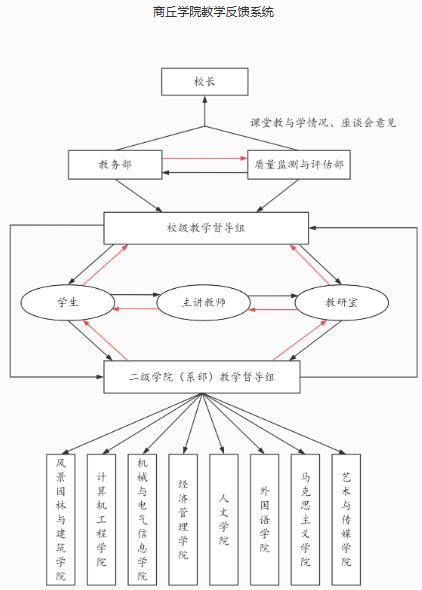 商丘学院教学反馈系统
校长
课堂教与学情况、座谈会意见
教务部
质量监测与评估部
校级教学督导组
学生
主讲教师
教研室
二级学院（系部）教学督导组
风景园林与建筑学院
计算机工程学院
机械与电气信息学院
经济管理学院
人文学院
外国语学院
马克思主义学院
艺术与传媒学院